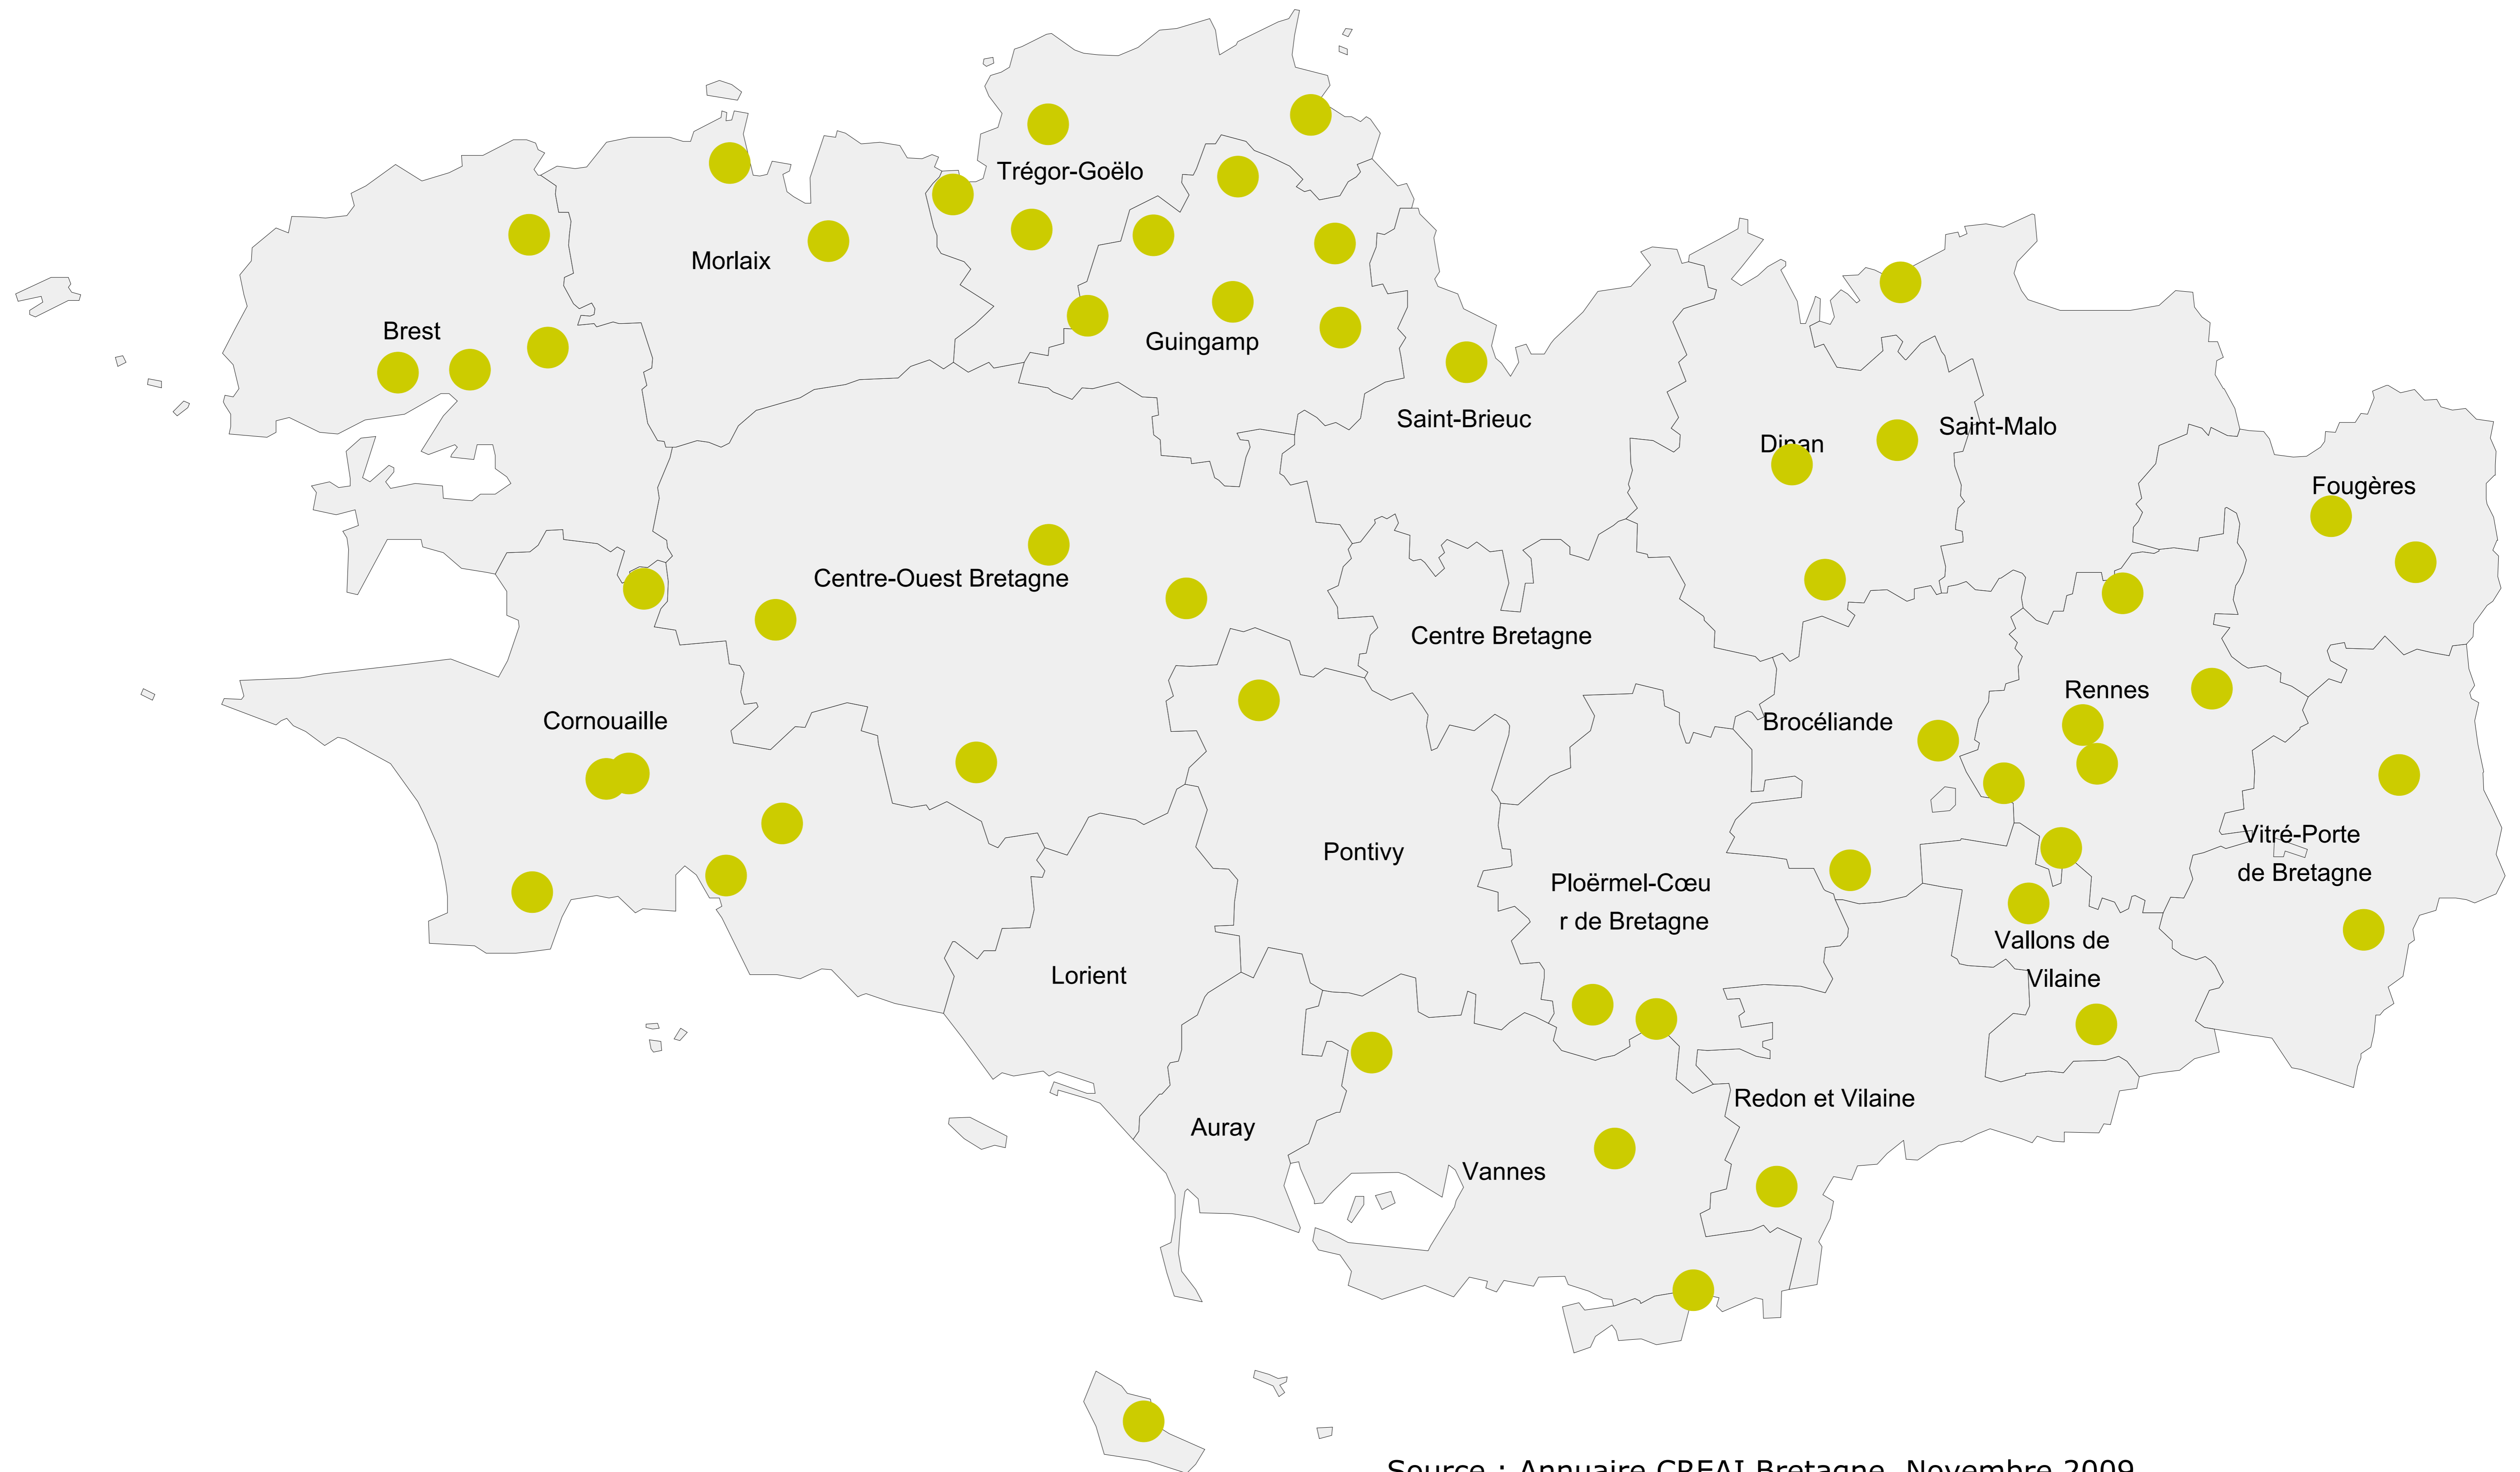 Trégor-Goëlo
Morlaix
Brest
Guingamp
Saint-Brieuc
Saint-Malo
Dinan
Fougères
Centre-Ouest Bretagne
Centre Bretagne
Rennes
Cornouaille
Brocéliande
Vitré-Porte
de Bretagne
Pontivy
Ploërmel-Cœu
r de Bretagne
Vallons de
Vilaine
Lorient
Redon et Vilaine
Auray
Vannes
Source : Annuaire CREAI Bretagne, Novembre 2009